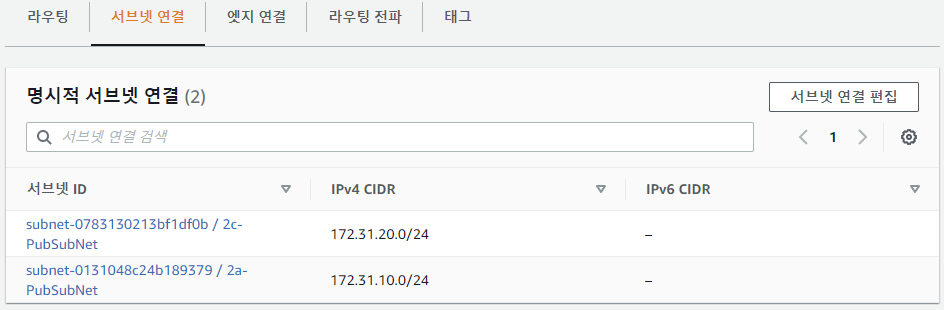 라우팅 서브넷 연결 엣지 연결 라우팅 전파 태그
명시적 서브넷 연결 (2)
서브넷 연결 편집
서브넷 연결 검색
1
서브넷 ID IPv4 CIDR IPv6 CIDR
subnet-0783130213bf1df0b / 2c-
PubSubNet
172.31.20.0/24 –
subnet-0131048c24b189379 / 2a-
PubSubNet
172.31.10.0/24 –